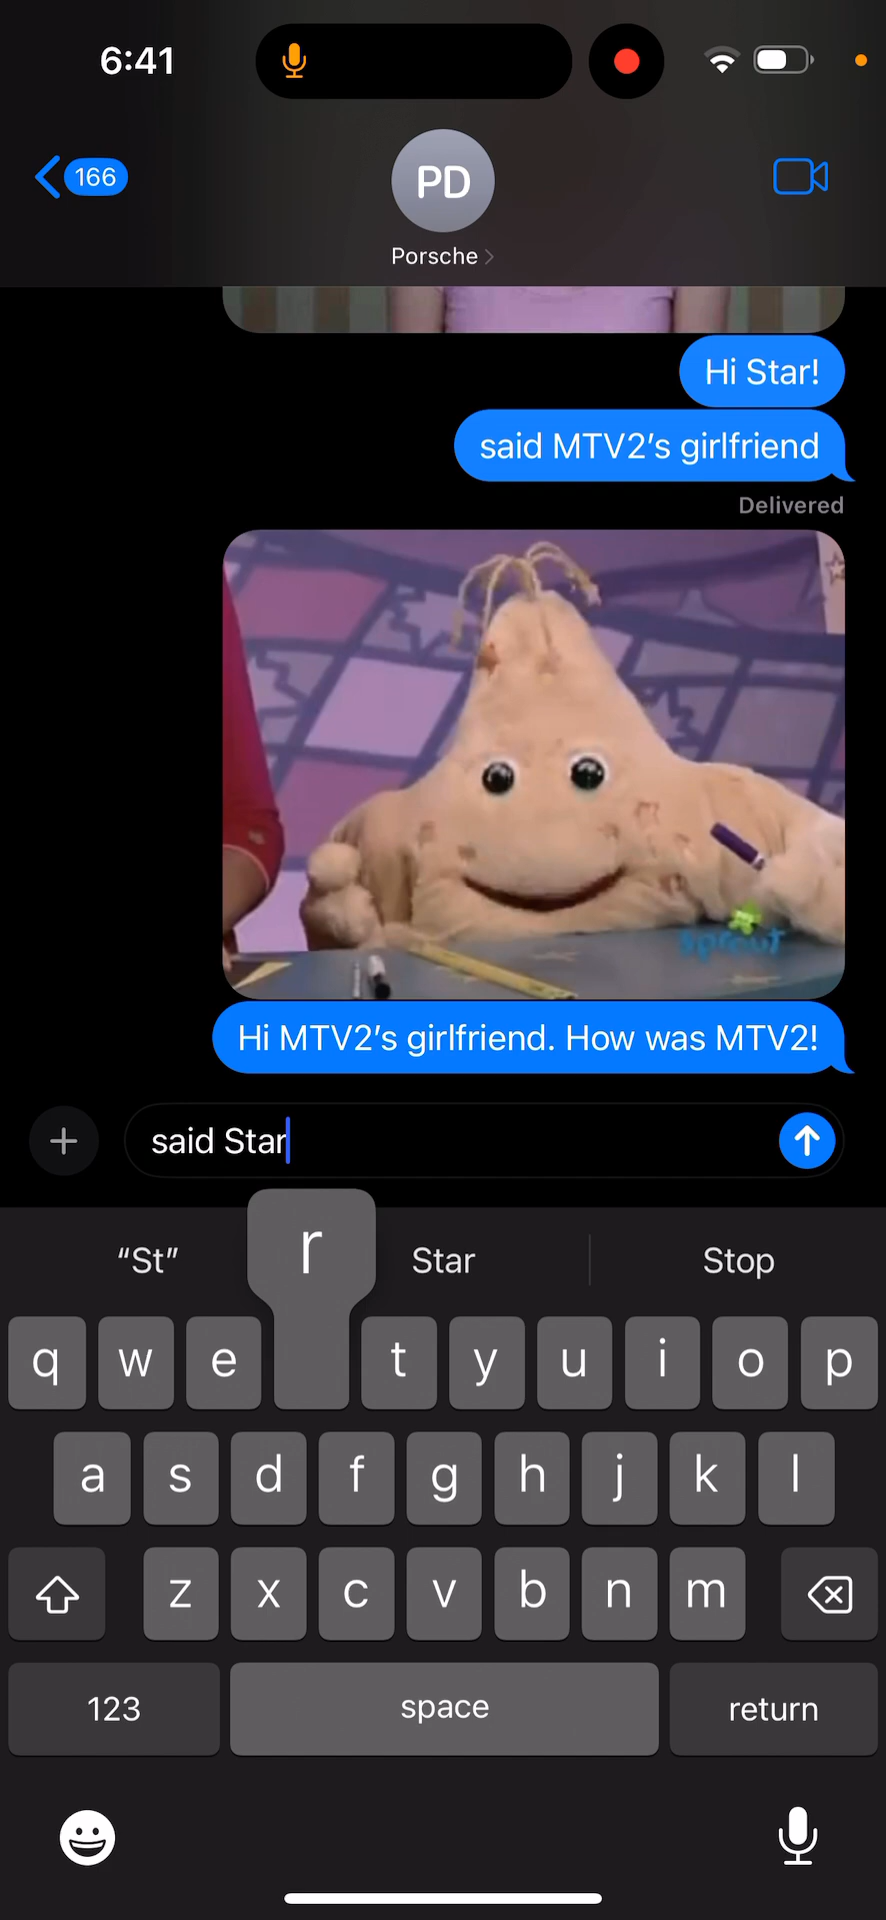 6:41
166
PD
Porsche
Hi Star!
said MTV2’s girlfriend
Delivered
sprout
Hi MTV2’s girlfriend. How was MTV2!
said Star
“St”
r
Star
Stop
q w e t y u i o p
a s d f g h j k l
z x c v b n m
123 space return